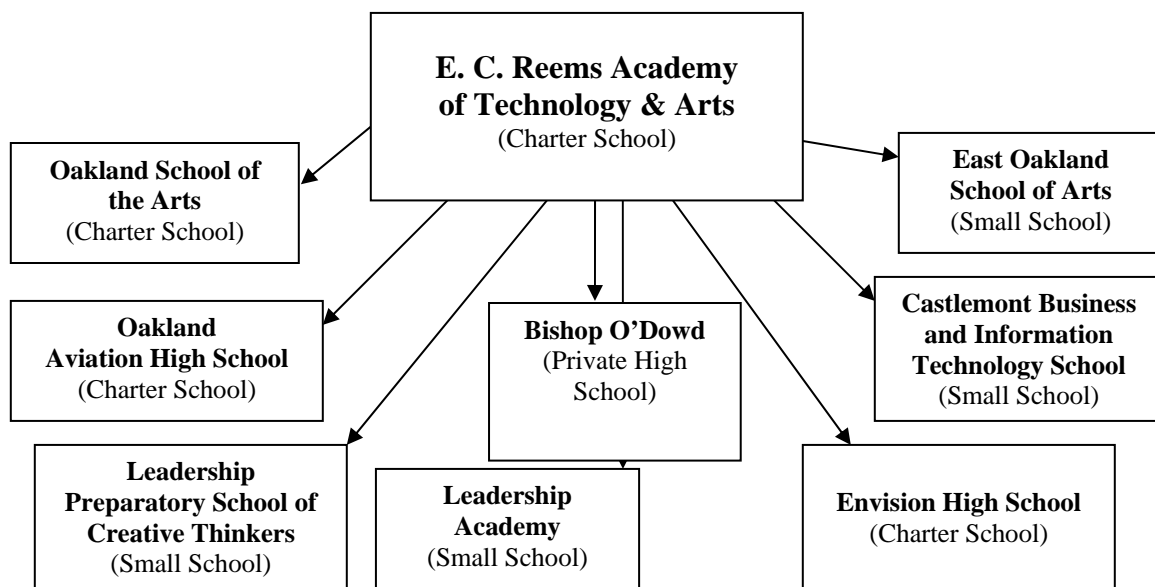 E. C. Reems Academy
of Technology & Arts
(Charter School)
Oakland School of
the Arts
(Charter School)
East Oakland
School of Arts
(Small School)
Oakland
Aviation High School
(Charter School)
Bishop O’Dowd
(Private High
School)
Castlemont Business
and Information
Technology School
(Small School)
Leadership
Preparatory School of
Creative Thinkers
(Small School)
Leadership
Academy
(Small School)
Envision High School
(Charter School)